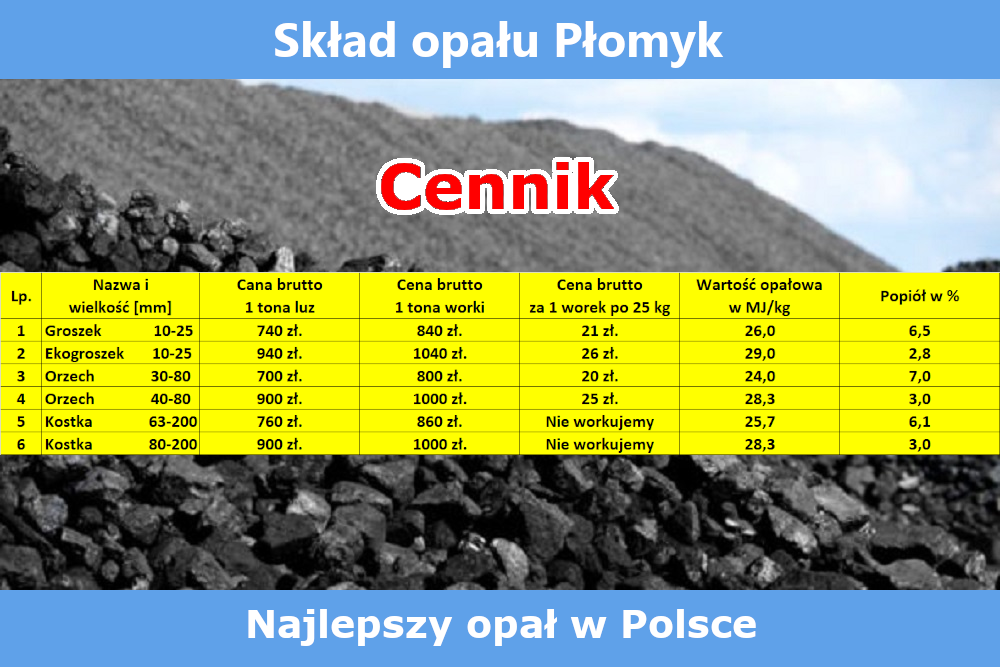 Skład opału Płomyk
Cennik
Lp. Nazwa i wielkość [mm] Cana brutto 1 tona luz Cena brutto 1 tona worki Cena brutto za 1 worek po 25 kg Wartość opałowa w MJ/kg Popiół w %
1 Groszek 10-25 740 zł. 840 zł. 21 zł. 26,0 6,5
2 Ekogroszek 10-25 940 zł. 1040 zł. 26 zł. 29,0 2,8
3 Orzech 30-80 700 zł. 800 zł. 20 zł. 24,0 7,0
4 Orzech 40-80 900 zł. 1000 zł. 25 zł. 28,3 3,0
5 Kostka 63-200 760 zł. 860 zł. Nie workujemy 25,7 6,1
6 Kostka 80-200 900 zł. 1000 zł. Nie workujemy 28,3 3,0
Najlepszy opał w Polsce